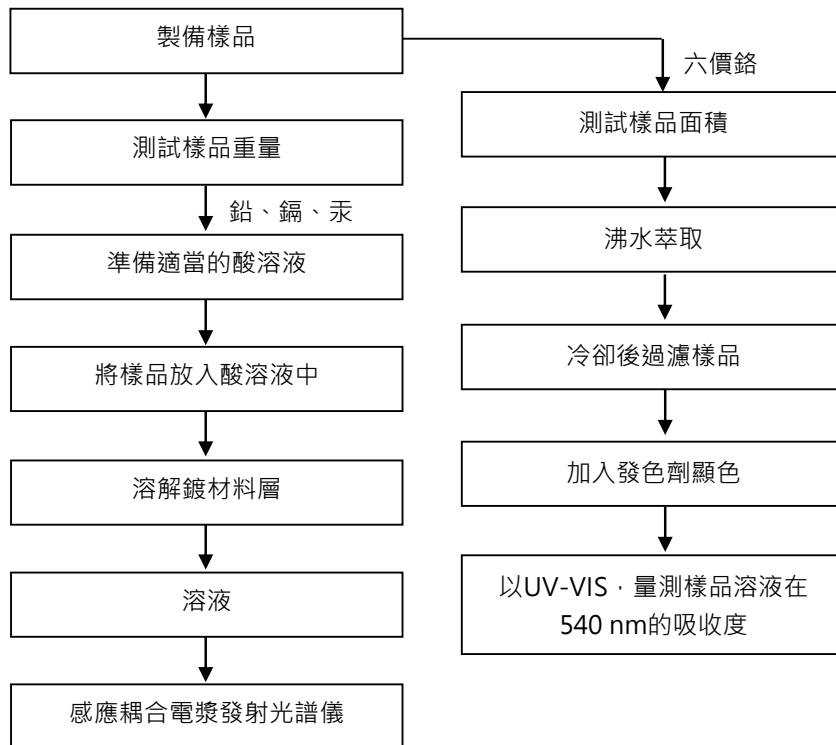 製備樣品
測試樣品重量
鉛、鎘、汞
準備適當的酸溶液
將樣品放入酸溶液中
溶解鍍材料層
溶液
感應耦合電漿發射光譜儀
六價鉻
測試樣品面積
沸水萃取
冷卻後過濾樣品
加入發色劑顯色
以UV-VIS，量測樣品溶液在
540 nm的吸收度